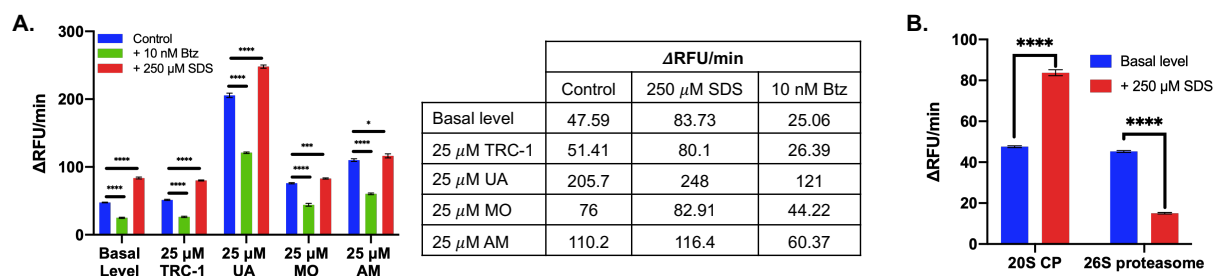 A.
ΔRFU/min
300
200
100
0
Control
+ 10 nM Btz
+ 250 μM SDS
**** ****
**** ****
**** ****
**** ***
**** *
Basal Level
25 μM TRC-1
25 μM UA
25 μM MO
25 μM AM
ΔRFU/min
Control 250 μM SDS 10 nM Btz
Basal level 47.59 83.73 25.06
25 μM TRC-1 51.41 80.1 26.39
25 μM UA 205.7 248 121
25 μM MO 76 82.91 44.22
25 μM AM 110.2 116.4 60.37
B.
ΔRFU/min
100
80
60
40
20
0
Basal level
+ 250 μM SDS
****
****
20S CP
26S proteasome